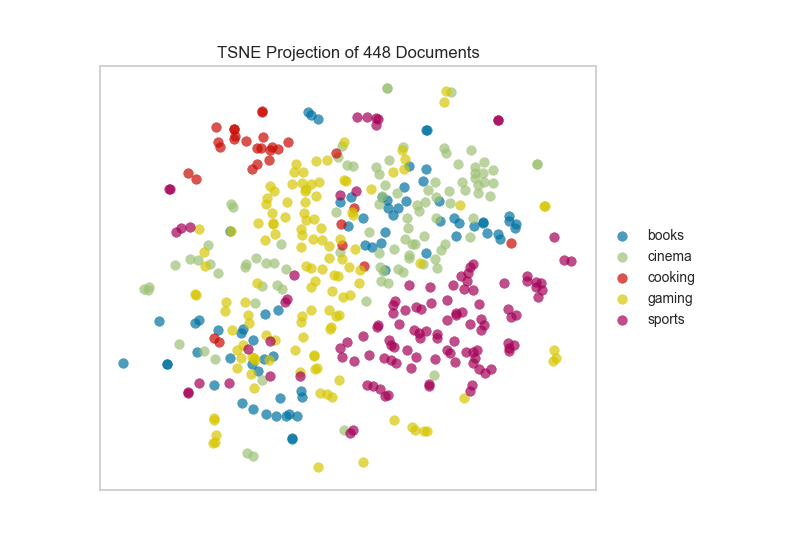 TSNE Projection of 448 Documents
books
cinema
cooking
gaming
sports